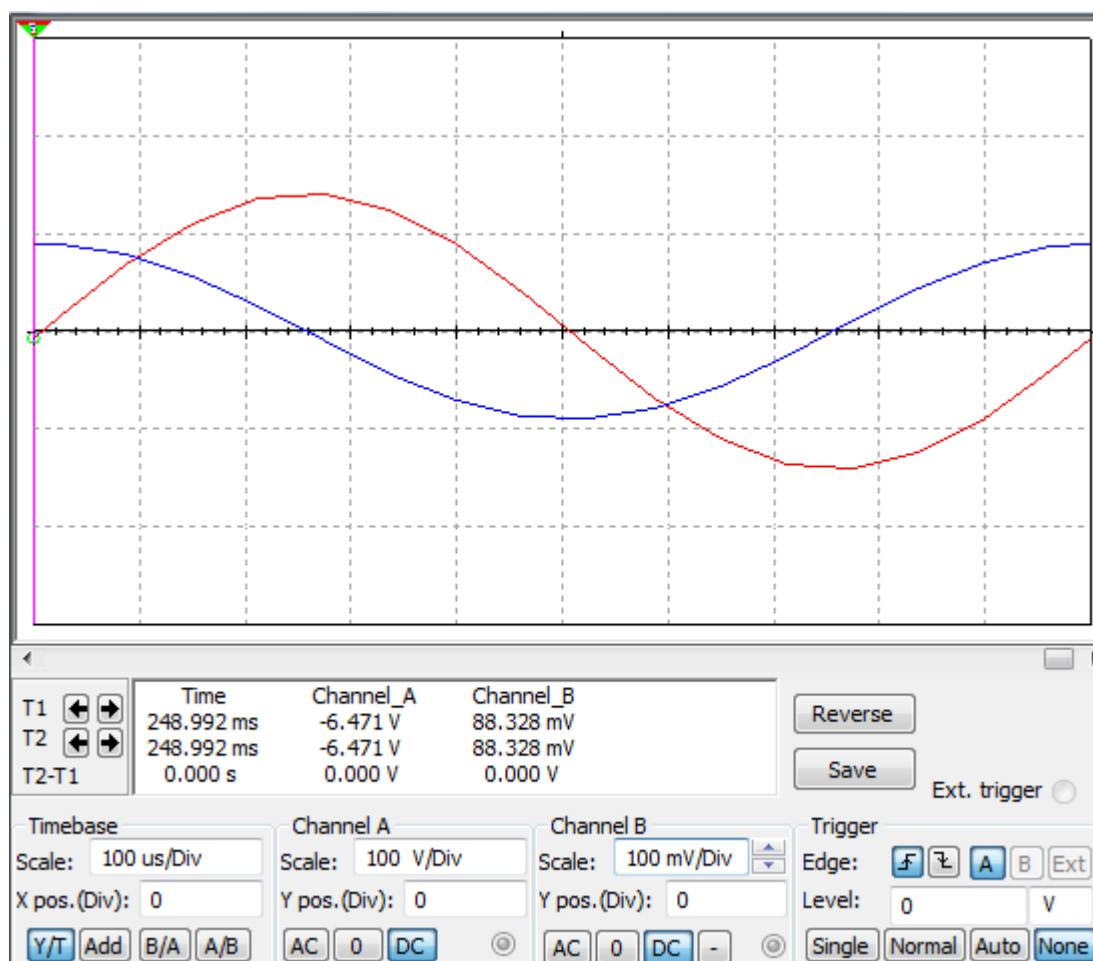 Time Channel_A Channel_B
T1 248.992 ms -6.471 V 88.328 mV
T2 248.992 ms -6.471 V 88.328 mV
T2-T1 0.000 s 0.000 V 0.000 V
Reverse
Save
Ext. trigger
Timebase Channel A Channel B Trigger
Scale: 100 us/Div Scale: 100 V/Div Scale: 100 mV/Div Edge: A B Ext
X pos.(Div): 0 Y pos.(Div): 0 Y pos.(Div): 0 Level: 0 V
Y/T Add B/A A/B AC 0 DC AC 0 DC - Single Normal Auto None